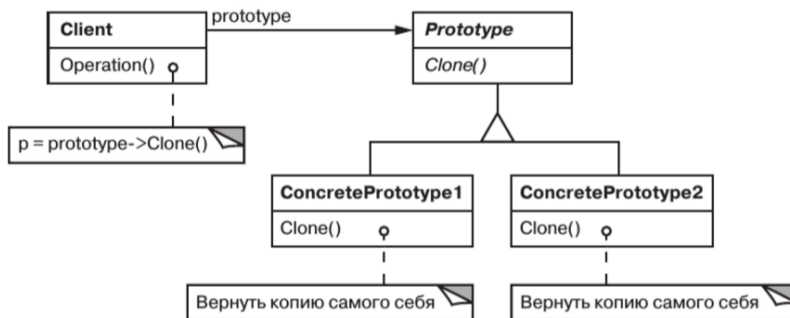 Client
prototype
Prototype
Operation()
Clone()
p = prototype->Clone()
ConcretePrototype1
ConcretePrototype2
Clone()
Clone()
Вернуть копию самого себя
Вернуть копию самого себя